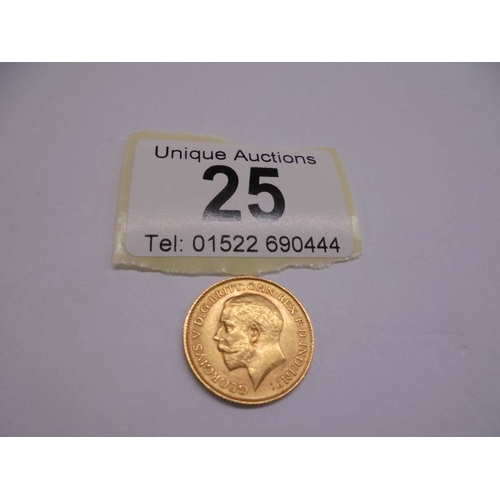 Unique Auctions
25
Tel: 01522 690444
GEORGIVS V D.G.BRITT:OMN:REX F.D.IND:IMP: